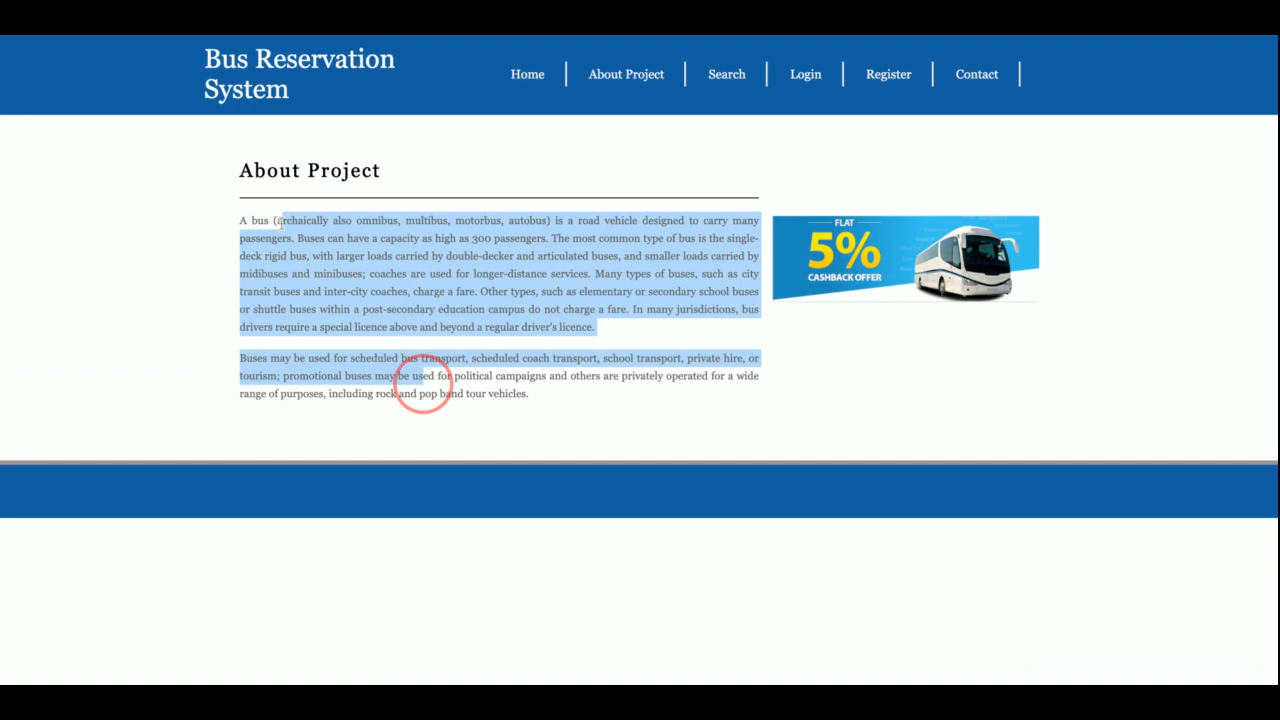 Bus Reservation
System
Home
About Project
Search
Login
Register
Contact
About Project
A bus (archaically also omnibus, multibus, motorbus, autobus) is a road vehicle designed to carry many
passengers. Buses can have a capacity as high as 300 passengers. The most common type of bus is the single-
deck rigid bus, with larger loads carried by double-decker and articulated buses, and smaller loads carried by
midibuses and minibuses; coaches are used for longer-distance services. Many types of buses, such as city
transit buses and inter-city coaches, charge a fare. Other types, such as elementary or secondary school buses
or shuttle buses within a post-secondary education campus do not charge a fare. In many jurisdictions, bus
drivers require a special licence above and beyond a regular driver's licence.
Buses may be used for scheduled bus transport, scheduled coach transport, school transport, private hire, or
tourism; promotional buses may be used for political campaigns and others are privately operated for a wide
range of purposes, including rock and pop band tour vehicles.
FLAT
5%
CASHBACK OFFER